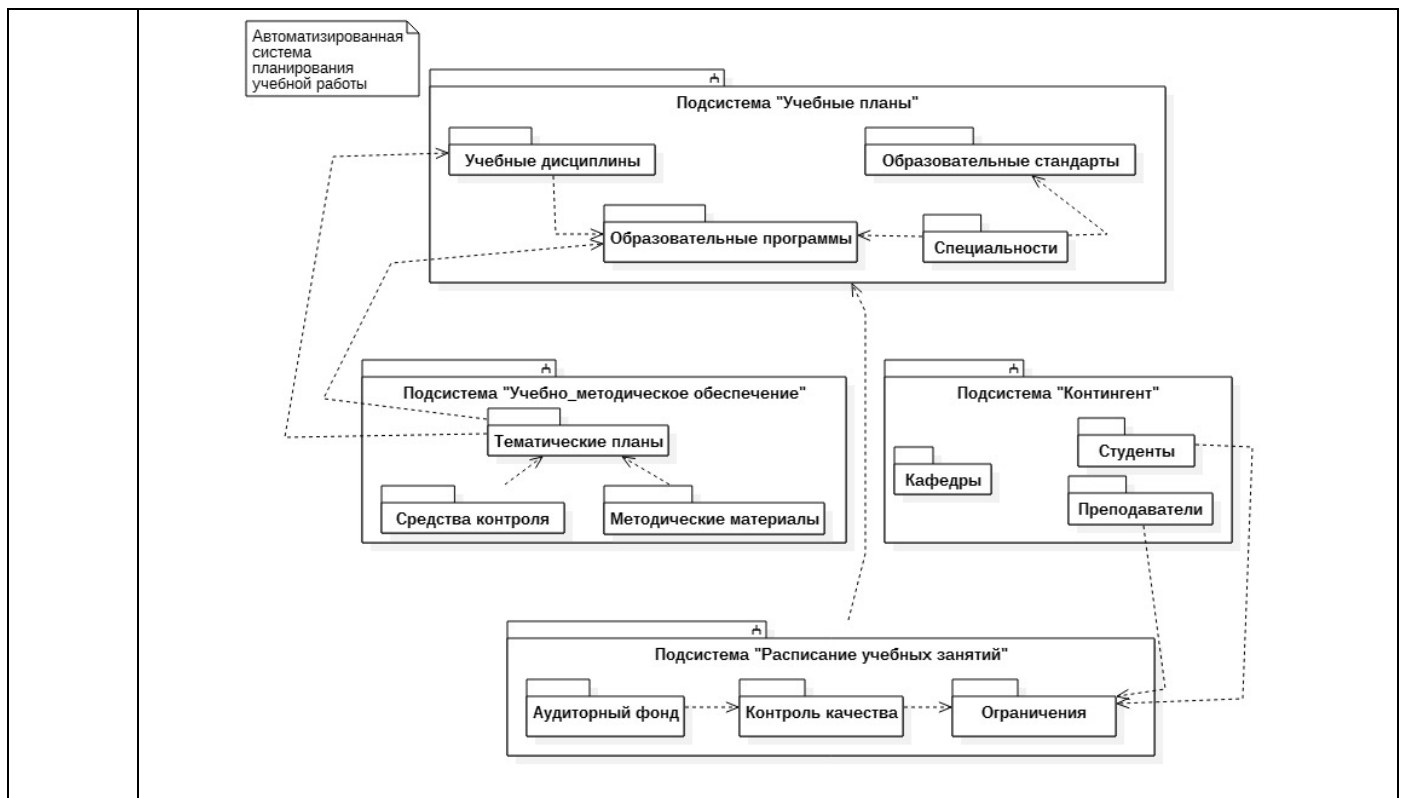 Автоматизированная
система
планирования
учебной работы
Подсистема "Учебные планы"
Учебные дисциплины
Образовательные стандарты
Образовательные программы
Специальности
Подсистема "Учебно_методическое обеспечение"
Тематические планы
Средства контроля
Методические материалы
Подсистема "Контингент"
Студенты
Кафедры
Преподаватели
Подсистема "Расписание учебных занятий"
Аудиторный фонд
Контроль качества
Ограничения